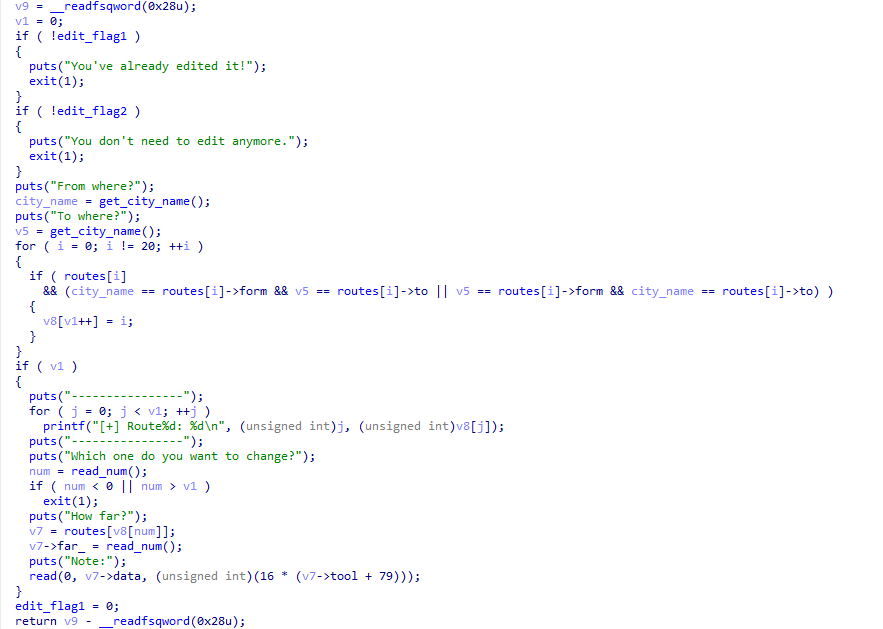 v9 = __readfsqword(0x28u);
v1 = 0;
if ( !edit_flag1 )
{
puts("You've already edited it!");
exit(1);
}
if ( !edit_flag2 )
{
puts("You don't need to edit anymore.");
exit(1);
}
puts("From where?");
city_name = get_city_name();
puts("To where?");
v5 = get_city_name();
for ( i = 0; i != 20; ++i )
{
if ( routes[i]
&& (city_name == routes[i]->form && v5 == routes[i]->to || v5 == routes[i]->form && city_name == routes[i]->to) )
{
v8[v1++] = i;
}
}
if ( v1 )
{
puts("----------------");
for ( j = 0; j < v1; ++j )
printf("[+] Route%d: %d\n", (unsigned int)j, (unsigned int)v8[j]);
puts("----------------");
puts("Which one do you want to change?");
num = read_num();
if ( num < 0 || num > v1 )
exit(1);
puts("How far?");
v7 = routes[v8[num]];
v7->far_ = read_num();
puts("Note:");
read(0, v7->data, (unsigned int)(16 * (v7->tool + 79)));
}
edit_flag1 = 0;
return v9 - __readfsqword(0x28u);